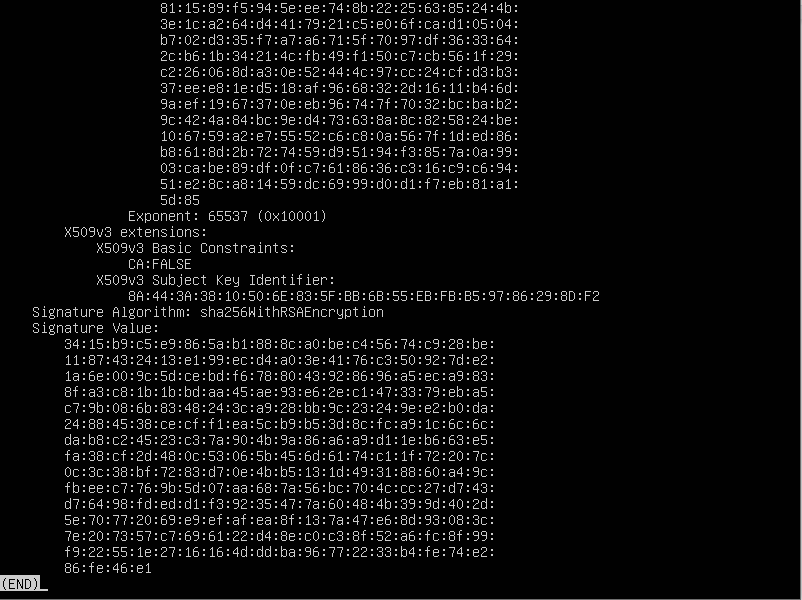 81:15:89:f5:94:5e:ee:74:8b:22:25:63:85:24:4b:
3e:1c:a2:64:d4:41:79:21:c5:e0:6f:ca:d1:05:04:
b7:02:d3:35:f7:a7:a6:71:5f:70:97:df:36:33:64:
2c:b6:1b:34:21:4c:fb:49:f1:50:c7:cb:56:1f:29:
c2:26:06:8d:a3:0e:52:44:4c:97:cc:24:cf:d3:b3:
37:ee:e8:1e:d5:18:af:96:68:32:2d:16:11:b4:6d:
9a:ef:19:67:37:0e:eb:96:74:7f:70:32:bc:ba:b2:
9c:42:4a:84:bc:9e:d4:73:63:8a:8c:82:58:24:be:
10:67:59:a2:e7:55:52:c6:c8:0a:56:7f:1d:ed:86:
b8:61:8d:2b:72:74:59:d9:51:94:f3:85:7a:0a:99:
03:ca:be:89:df:0f:c7:61:86:36:c3:16:c9:c6:94:
51:e2:8c:a8:14:59:dc:69:99:d0:d1:f7:eb:81:a1:
5d:85
Exponent: 65537 (0x10001)
X509v3 extensions:
X509v3 Basic Constraints:
CA:FALSE
X509v3 Subject Key Identifier:
8A:44:3A:38:10:50:6E:83:5F:BB:6B:55:EB:FB:B5:97:86:29:8D:F2
Signature Algorithm: sha256WithRSAEncryption
Signature Value:
34:15:b9:c5:e9:86:5a:b1:88:8c:a0:be:c4:56:74:c9:28:be:
11:87:43:24:13:e1:99:ec:d4:a0:3e:41:76:c3:50:92:7d:e2:
1a:6e:00:9c:5d:ce:bd:f6:78:80:43:92:86:96:a5:ec:a9:83:
8f:a3:c8:1b:1b:bd:aa:45:ae:93:e6:2e:c1:47:33:79:eb:a5:
c7:9b:08:6b:83:48:24:3c:a9:28:bb:9c:23:24:9e:e2:b0:da:
24:88:45:38:ce:cf:f1:ea:5c:b9:b5:3d:8c:fc:a9:1c:6c:6c:
da:b8:c2:45:23:c3:7a:90:4b:9a:86:a6:a9:d1:1e:b6:63:e5:
fa:38:cf:2d:48:0c:53:06:5b:45:6d:61:74:c1:1f:72:20:7c:
0c:3c:38:bf:72:83:d7:0e:4b:b5:13:1d:49:31:88:60:a4:9c:
fb:ee:c7:76:9b:5d:07:aa:68:7a:56:bc:70:4c:cc:27:d7:43:
d7:64:98:fd:ed:d1:f3:92:35:47:7a:60:48:4b:39:9d:40:2d:
5e:70:77:20:69:e9:ef:af:ea:8f:13:7a:47:e6:8d:93:08:3c:
7e:20:73:57:c7:69:61:22:d4:8e:c0:c3:8f:52:a6:fc:8f:99:
f9:22:55:1e:27:16:16:4d:dd:ba:96:77:22:33:b4:fe:74:e2:
86:fe:46:e1
(END)